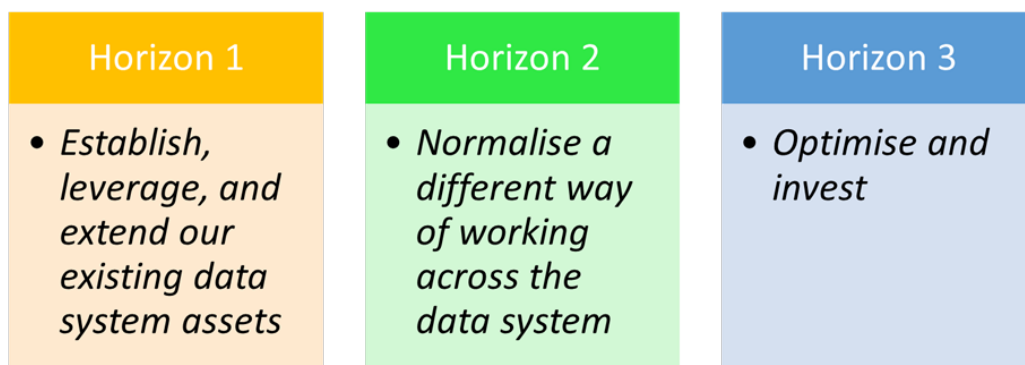 Horizon 1
• Establish,
leverage, and
extend our
existing data
system assets
Horizon 2
• Normalise a
different way
of working
across the
data system
Horizon 3
• Optimise and
invest